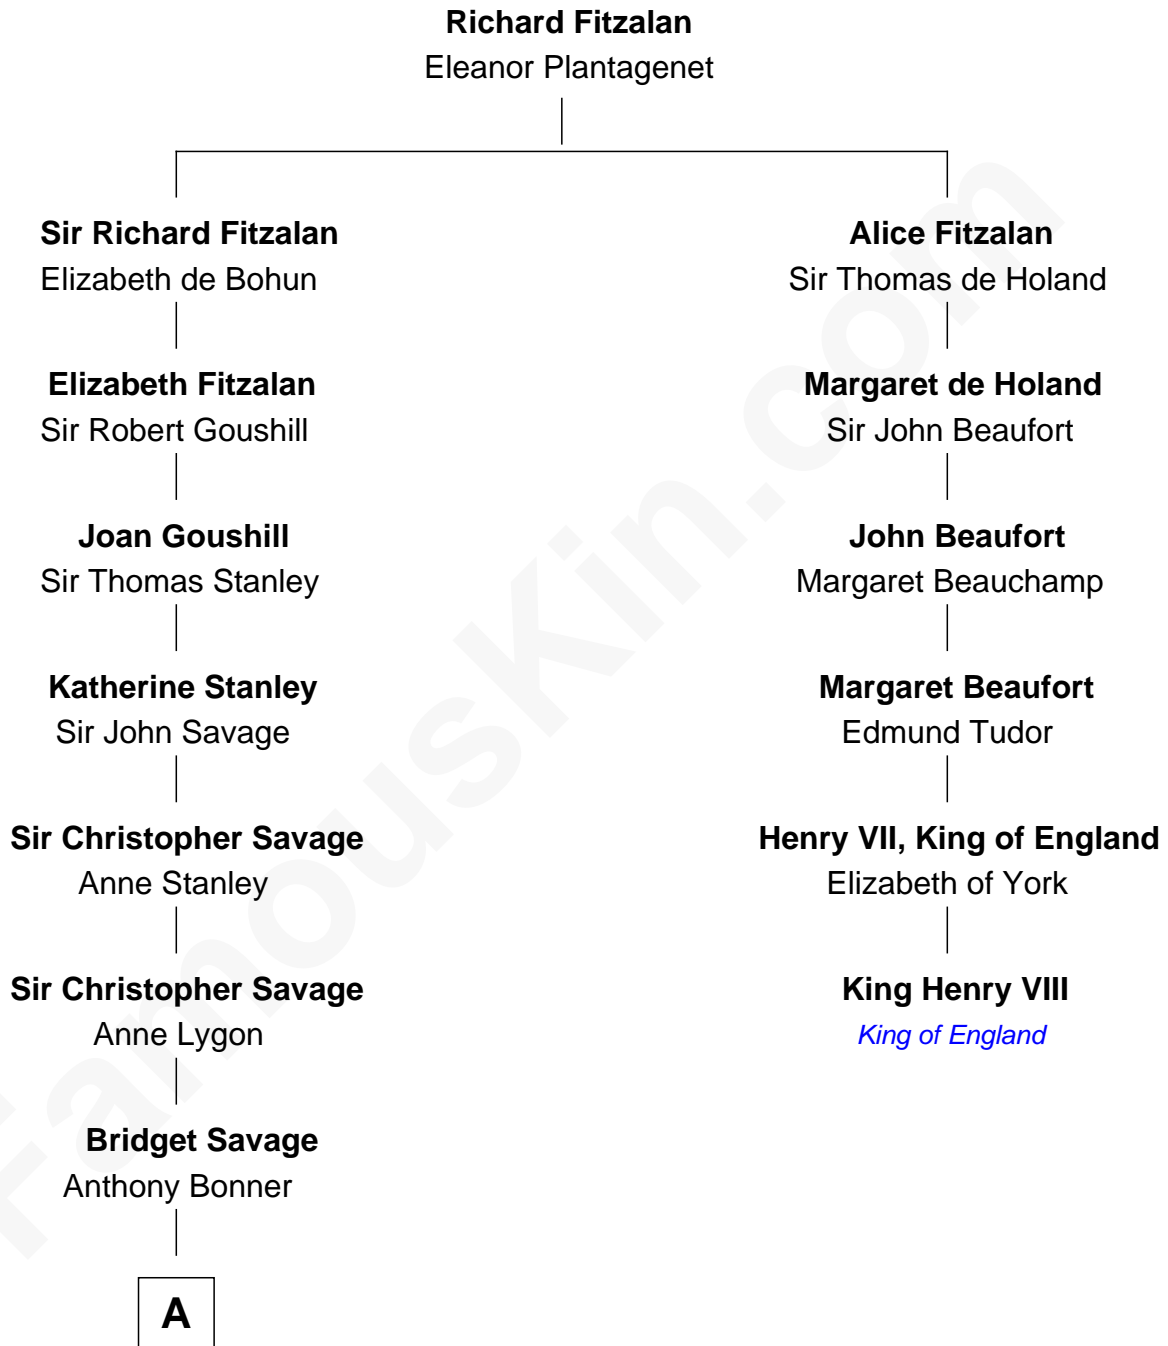 Richard Fitzalan
Eleanor Plantagenet
Sir Richard Fitzalan
Elizabeth de Bohun
Alice Fitzalan
Sir Thomas de Holand
Elizabeth Fitzalan
Sir Robert Goushill
Margaret de Holand
Sir John Beaufort
Joan Goushill
Sir Thomas Stanley
John Beaufort
Margaret Beauchamp
Katherine Stanley
Sir John Savage
Margaret Beaufort
Edmund Tudor
Sir Christopher Savage
Anne Stanley
Henry VII, King of England
Elizabeth of York
Sir Christopher Savage
Anne Lygon
King Henry VIII
King of England
Bridget Savage
Anthony Bonner
A
FamousKin.com